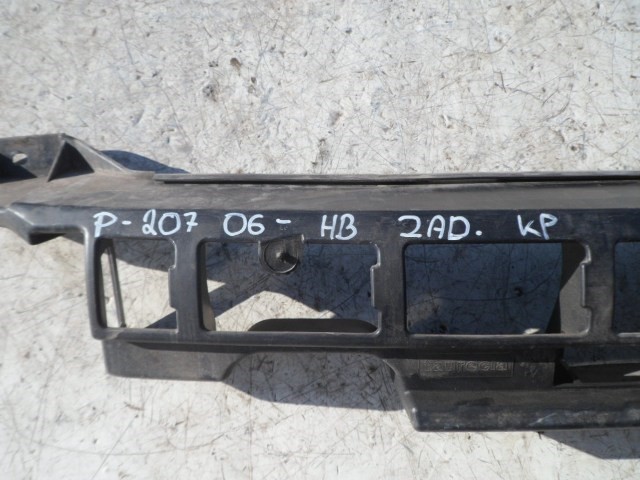 P-207 06- HB ZAD. KP